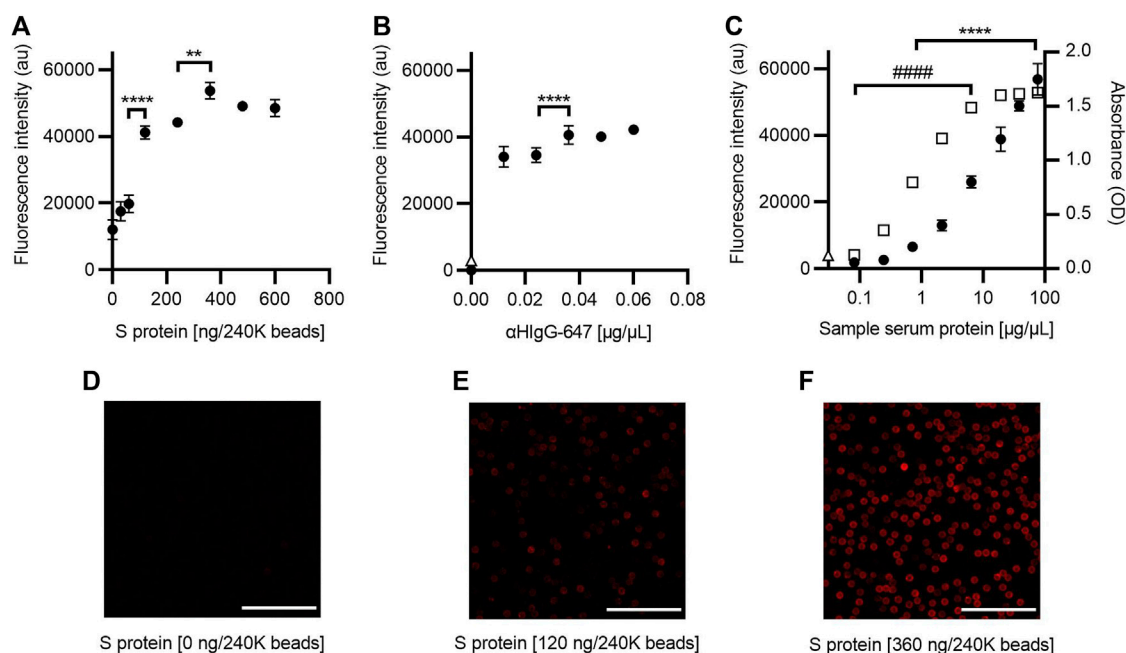 A
Fluorescence intensity (au)
60000
40000
20000
0
****
**
0 200 400 600 800
S protein [ng/240K beads]
B
Fluorescence intensity (au)
60000
40000
20000
0
****
0.00 0.02 0.04 0.06 0.08
αHIgG-647 [µg/µL]
C
Fluorescence intensity (au)
60000
40000
20000
0
####
****
2.0
1.5
1.0
0.5
0.0
Absorbance (OD)
0.1 1 10 100
Sample serum protein [µg/µL]
D
S protein [0 ng/240K beads]
E
S protein [120 ng/240K beads]
F
S protein [360 ng/240K beads]